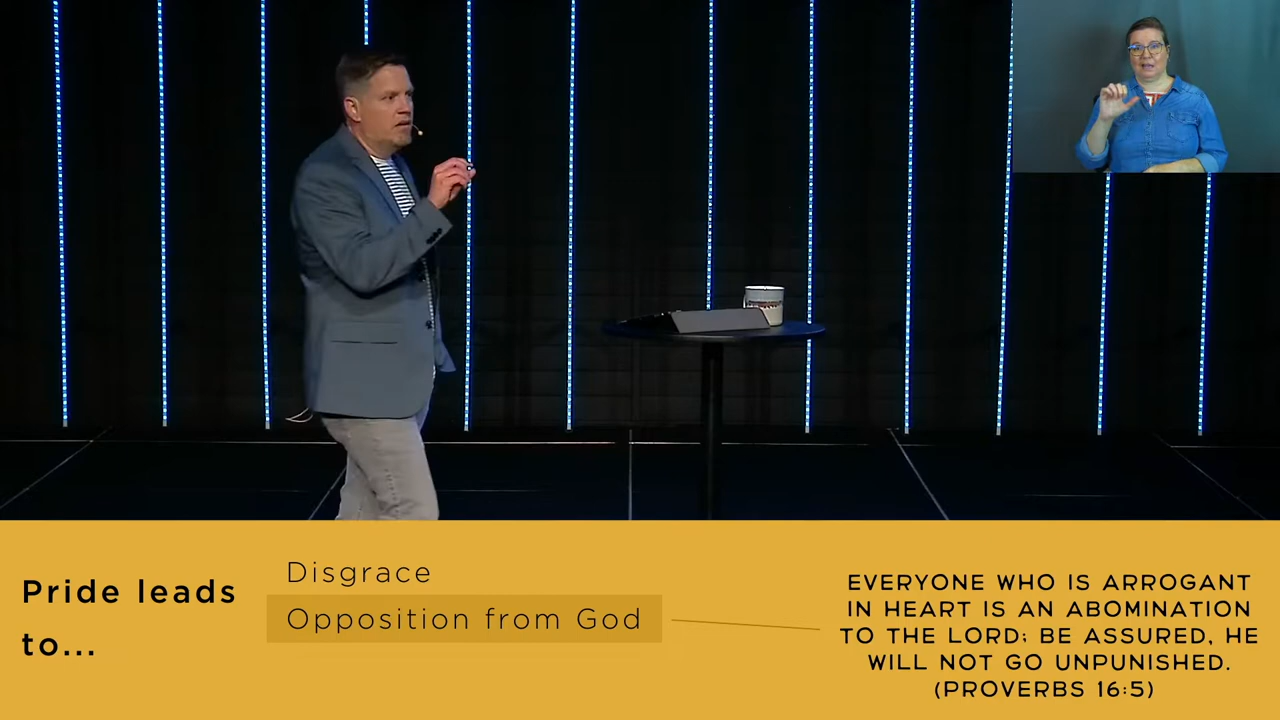 Pride leads
to...
Disgrace
Opposition from God
EVERYONE WHO IS ARROGANT
IN HEART IS AN ABOMINATION
TO THE LORD; BE ASSURED, HE
WILL NOT GO UNPUNISHED.
(PROVERBS 16:5)